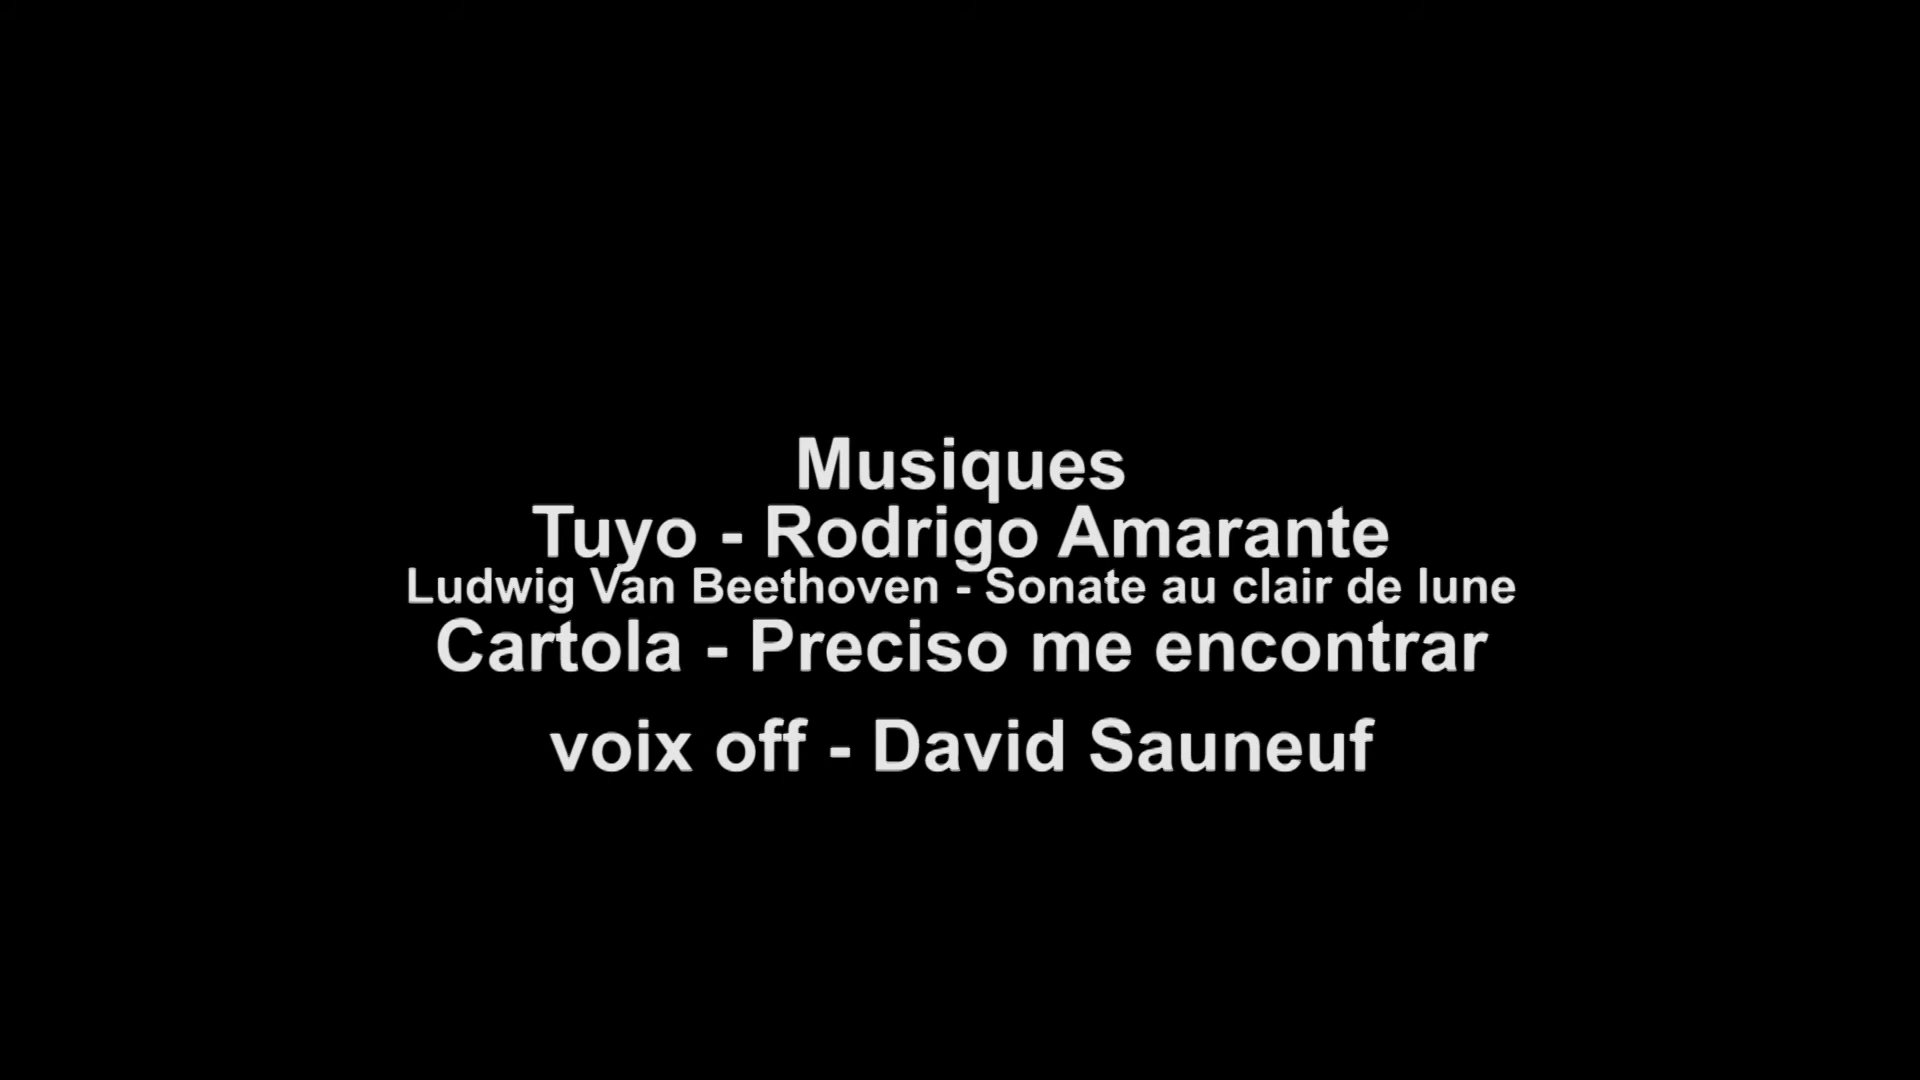 Musiques
Tuyo - Rodrigo Amarante
Ludwig Van Beethoven - Sonate au clair de lune
Cartola - Preciso me encontrar
voix off - David Sauneuf